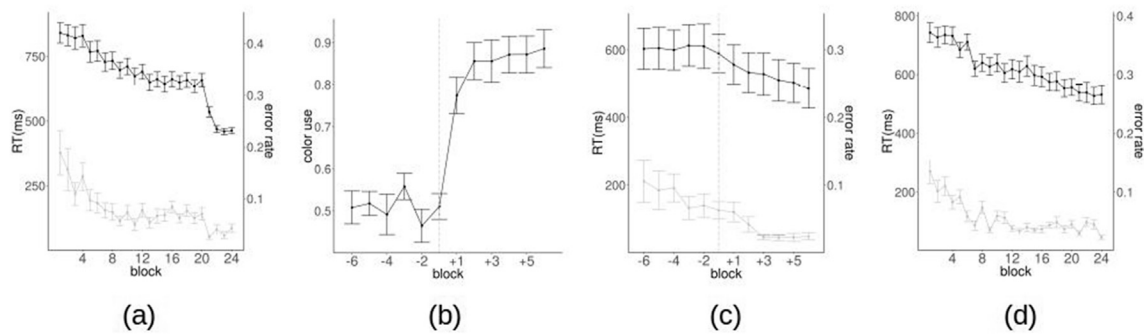 750
500
250
RT(ms)
0.4
0.3
0.2
0.1
error rate
4 8 12 16 20 24
block
(a)
0.9
0.8
0.7
0.6
0.5
color use
-6 -4 -2 +1 +3 +5
block
(b)
600
400
200
RT(ms)
0.3
0.2
0.1
error rate
-6 -4 -2 +1 +3 +5
block
(c)
800
600
400
200
RT(ms)
0.4
0.3
0.2
0.1
error rate
4 8 12 16 20 24
block
(d)